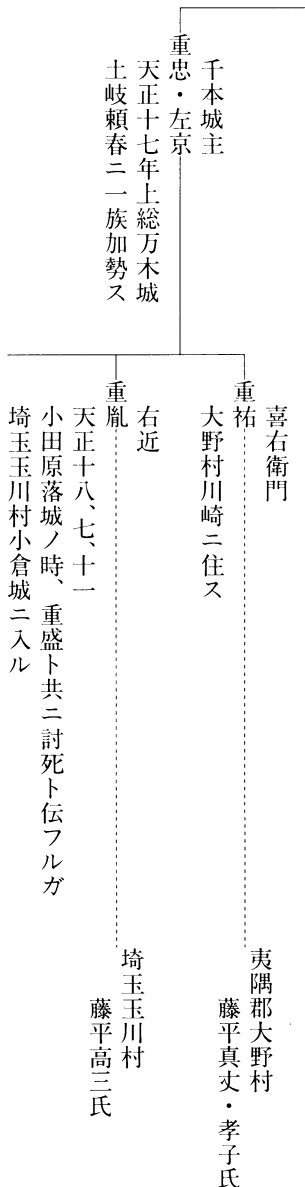 千本城主
重忠・左京
天正十七年上総万木城
土岐頼春ニ一族加勢ス
喜右衛門
重祐
大野村川崎ニ住ス
夷隅郡大野村
藤平真丈・孝子氏
右近
重胤
天正十八、七、十一
小田原落城ノ時、重盛ト共ニ討死ト伝フルガ
埼玉玉川村小倉城ニ入ル
埼玉玉川村
藤平高三氏